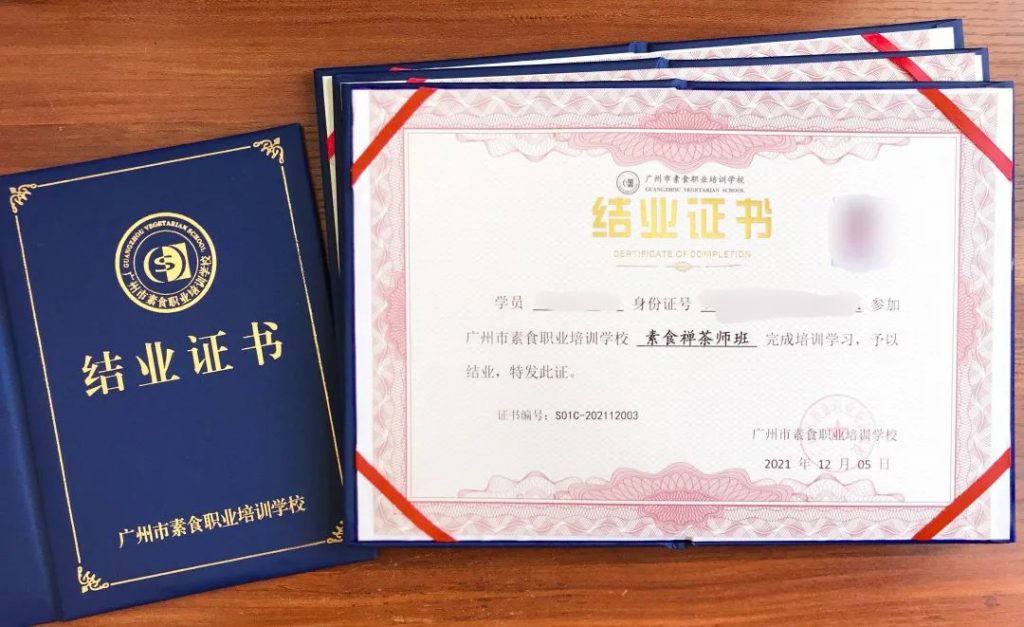 GUANGZHOU VEGETARIAN SCHOOL
广州市素食职业培训学校
结业证书
广州市素食职业培训学校
广州市素食职业培训学校
GUANGZHOU VEGETARIAN SCHOOL
结业证书
CERTIFICATE OF COMPLETION
学员 身份证号 参加
广州市素食职业培训学校 素食禅茶师班 完成培训学习，予以
结业，特发此证。
证书编号：S01C-202112003
广州市素食职业培训学校
2021 年 12 月 05 日